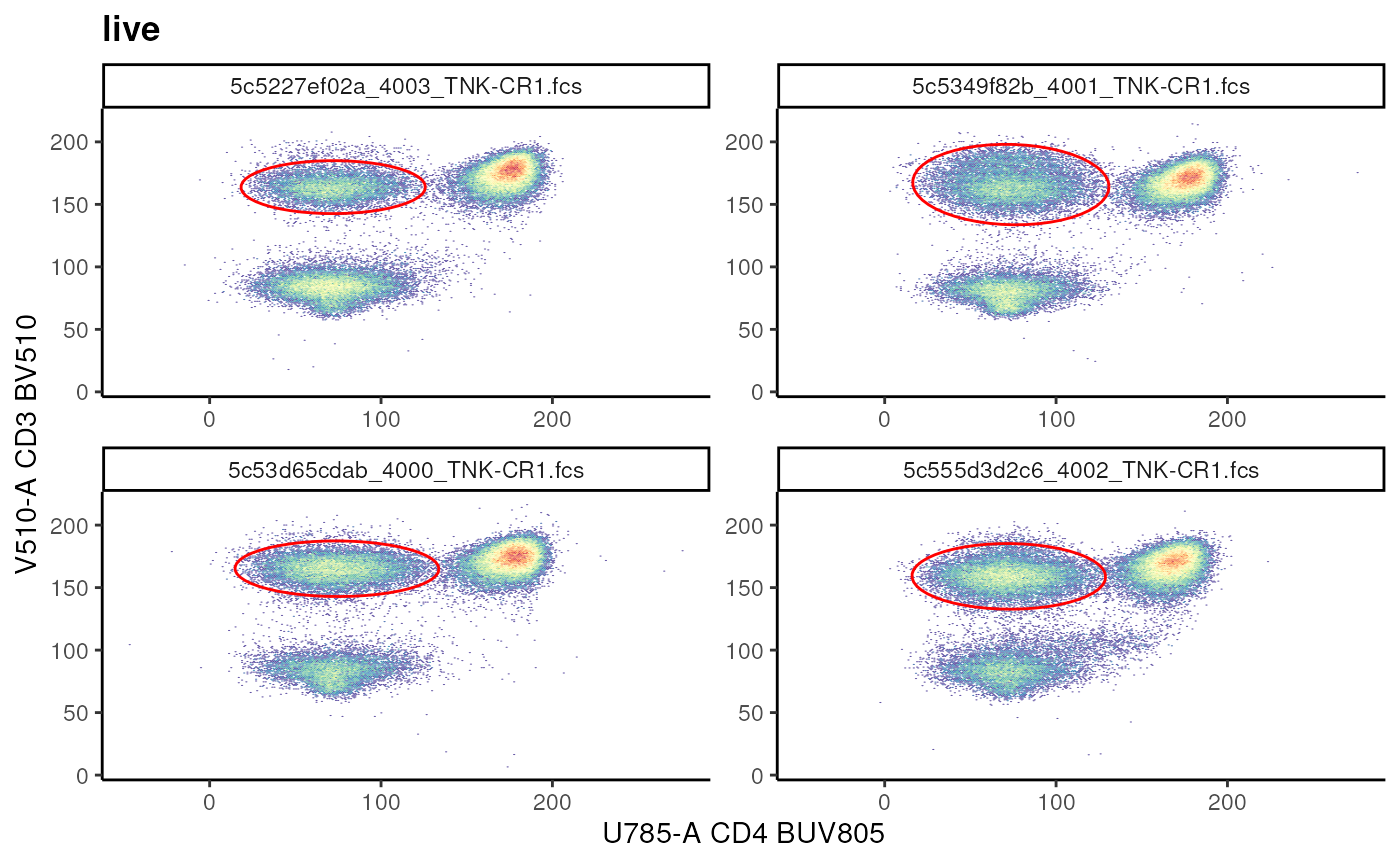 live
5c5227ef02a_4003_TNK-CR1.fcs
5c5349f82b_4001_TNK-CR1.fcs
200
150
100
50
0
0 100 200
200
150
100
50
0
0 100 200
5c53d65cdab_4000_TNK-CR1.fcs
5c555d3d2c6_4002_TNK-CR1.fcs
200
150
100
50
0
0 100 200
200
150
100
50
0
0 100 200
V510-A CD3 BV510
U785-A CD4 BUV805